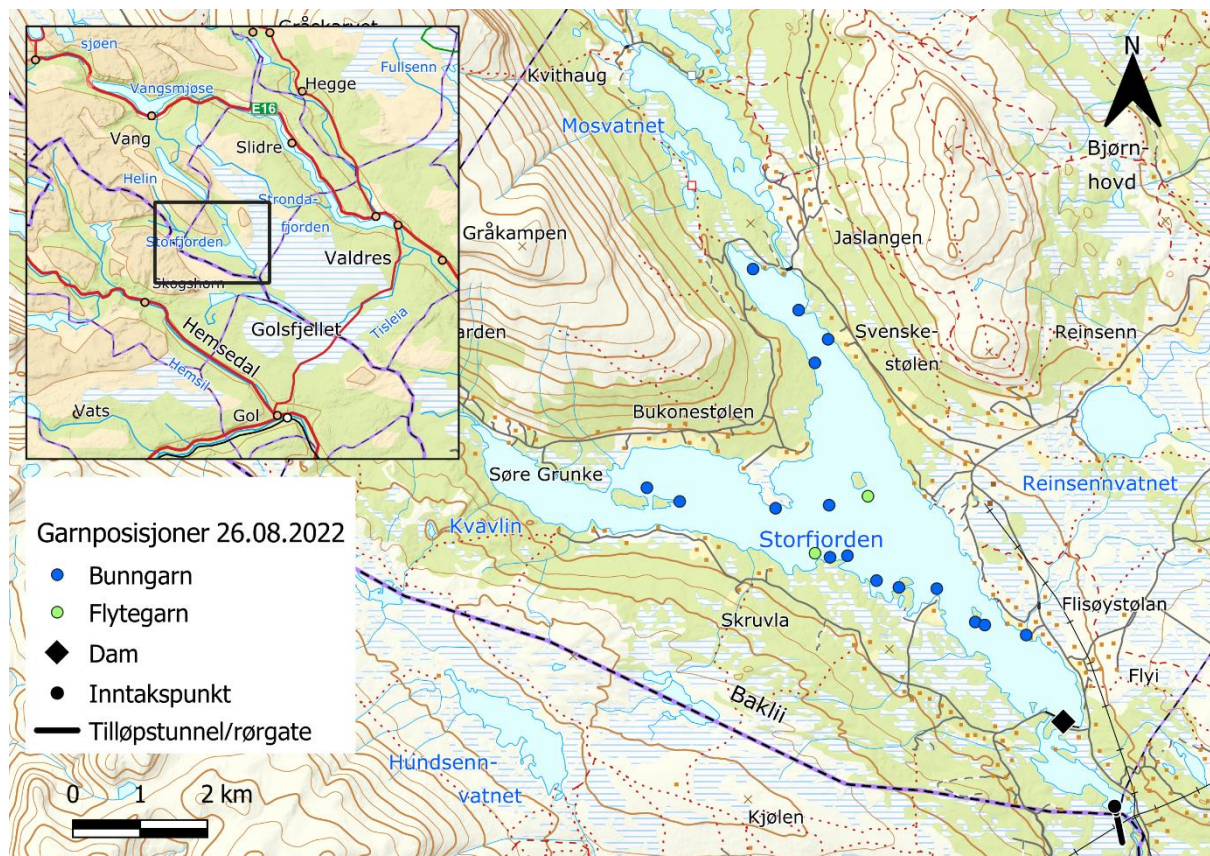 Gråskarvet
sjøen
Fullsenn
Vangsmjøse
Hegge
E16
Vang
Slidre
Helin
Stronda-
fjorden
Storfjorden
Valdres
Skogshorn
Golsfjellet
Tisleia
Hemsedal
Hemsil
Vats
Gol
N
Kvithaug
Mosvatnet
Bjørn-
hovd
Gråkampen
Jaslangen
arden
Svenske-
stølen
Reinsenn
Bukonestølen
Søre Grunke
Reinsennvatnet
Kvåvlin
Storfjorden
Flisøystølan
Skruvla
Flyi
Baklii
Hundsenn-
vatnet
Kjølen
Garnposisjoner 26.08.2022
Bunngarn
Flytegarn
Dam
Inntakspunkt
Tilløpstunnel/rørgate
0 1 2 km